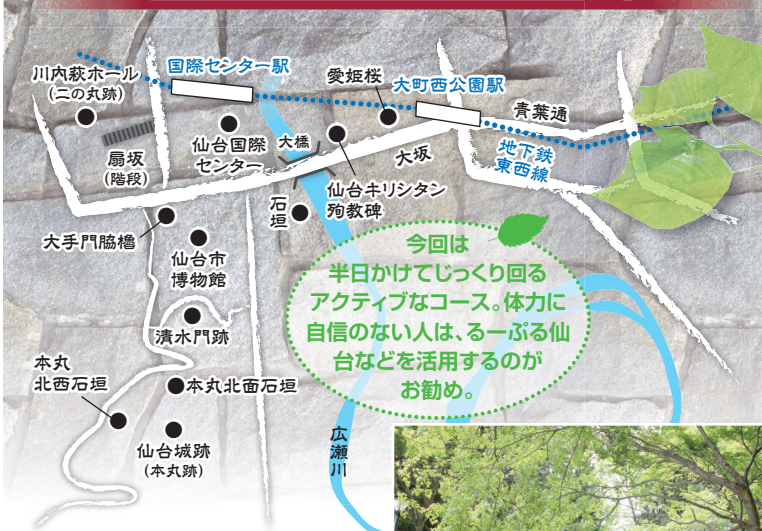 川内萩ホール
(二の丸跡)
国際センター駅
愛姫桜
大町西公園駅
青葉通
扇坂
(階段)
仙台国際
センター
大橋
大坂
地下鉄
東西線
石垣
仙台キリシタン
殉教碑
大手門脇櫓
仙台市
博物館
清水門跡
今回は
半日かけてじっくり回る
アクティブなコース。体力に
自信のない人は、るーぷる仙
台などを活用するのが
お勧め。
本丸
北西石垣
本丸北面石垣
仙台城跡
(本丸跡)
広瀬川